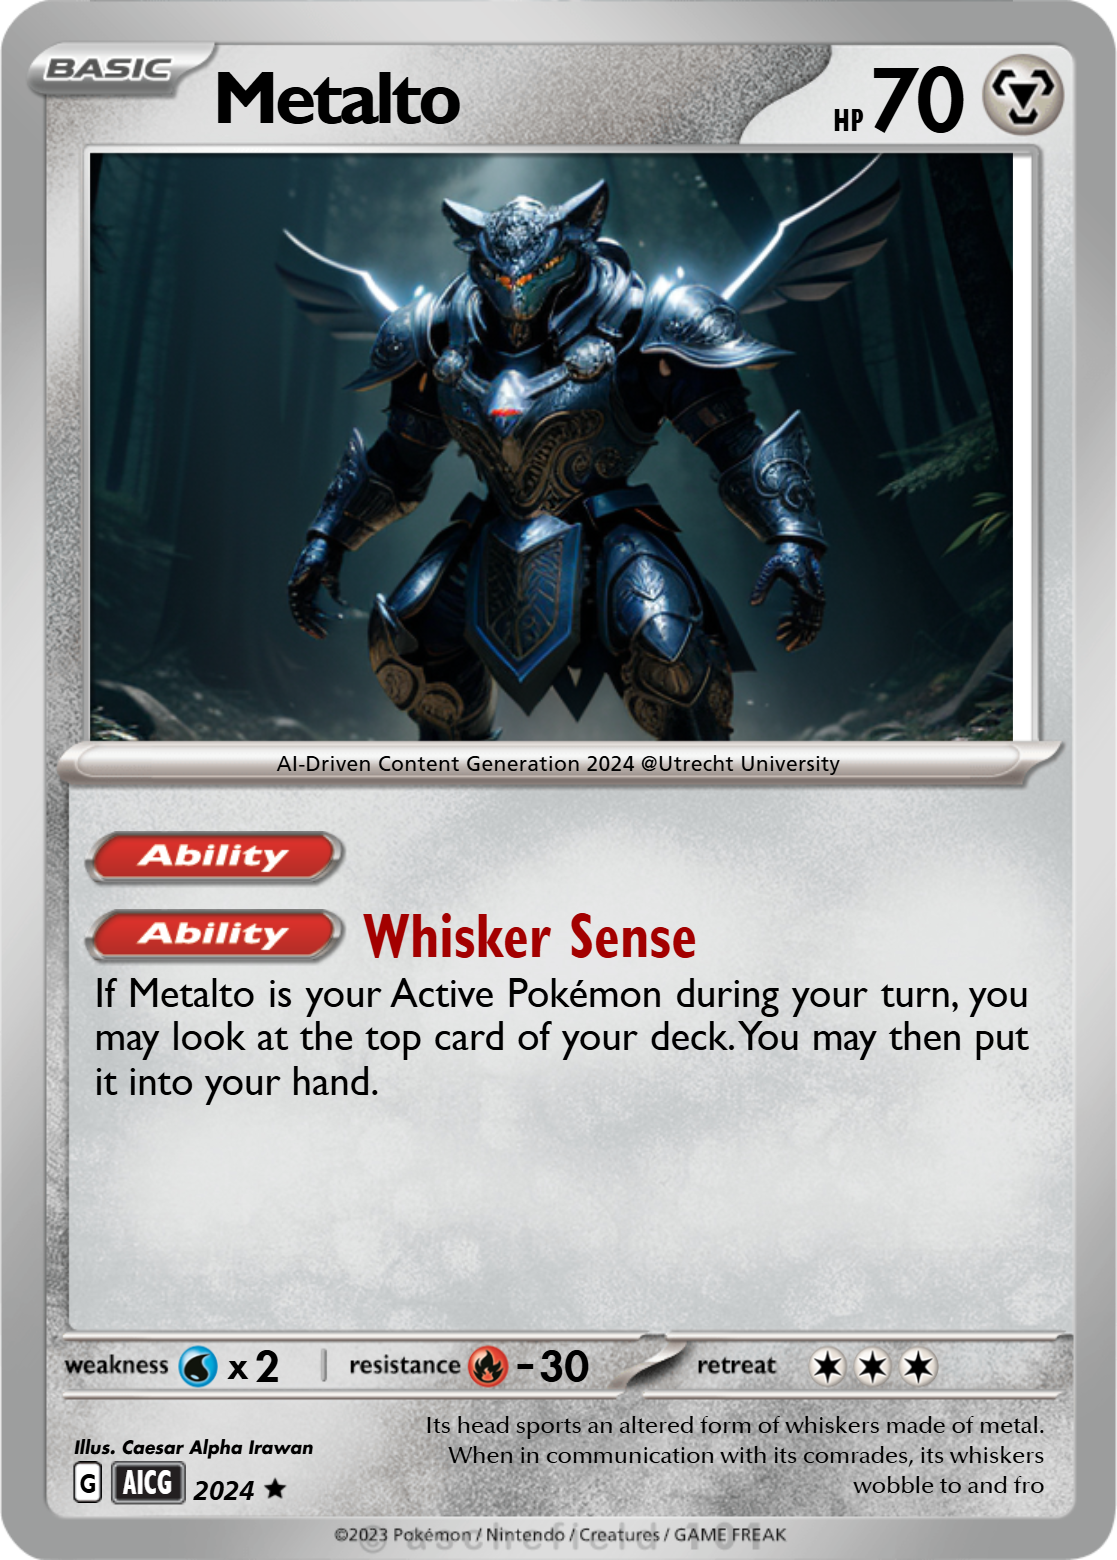 BASIC
Metalto
HP 70
AI-Driven Content Generation 2024 @Utrecht University
Ability
Ability Whisker Sense
If Metalto is your Active Pokémon during your turn, you
may look at the top card of your deck. You may then put
it into your hand.
weakness x2 resistance -30 retreat
Its head sports an altered form of whiskers made of metal.
When in communication with its comrades, its whiskers
wobble to and fro
Illus. Caesar Alpha Irawan
G AICG 2024
©2023 Pokémon / Nintendo / Creatures / GAME FREAK